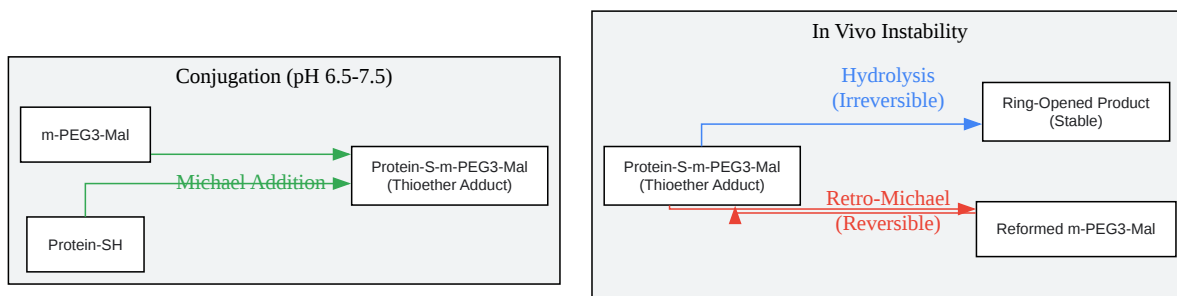 Conjugation (pH 6.5-7.5)
m-PEG3-Mal
Protein-S-m-PEG3-Mal
(Thioether Adduct)
Michael Addition
Protein-SH
In Vivo Instability
Hydrolysis
(Irreversible)
Ring-Opened Product
(Stable)
Protein-S-m-PEG3-Mal
(Thioether Adduct)
Retro-Michael
(Reversible)
Reformed m-PEG3-Mal